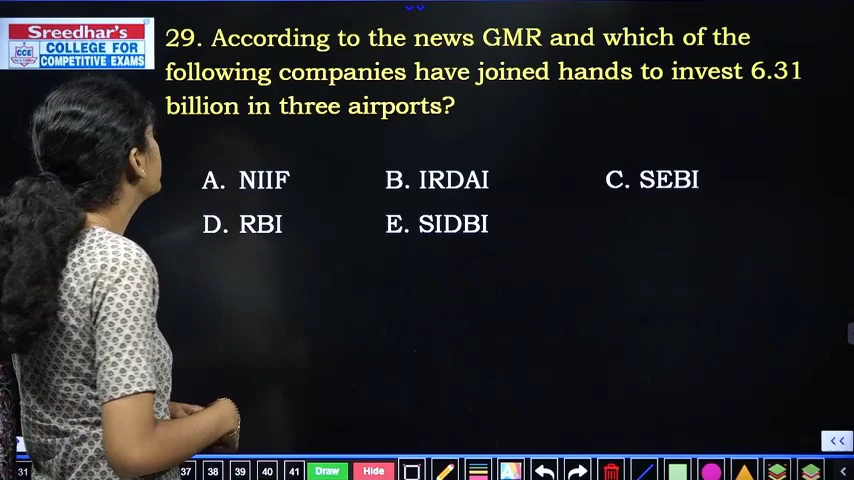 Sreedhar's
CCE
COLLEGE FOR
COMPETITIVE EXAMS
29. According to the news GMR and which of the
following companies have joined hands to invest 6.31
billion in three airports?
A. NIIF B. IRDAI C. SEBI
D. RBI E. SIDBI
<<
31 37 38 39 40 41 Draw Hide